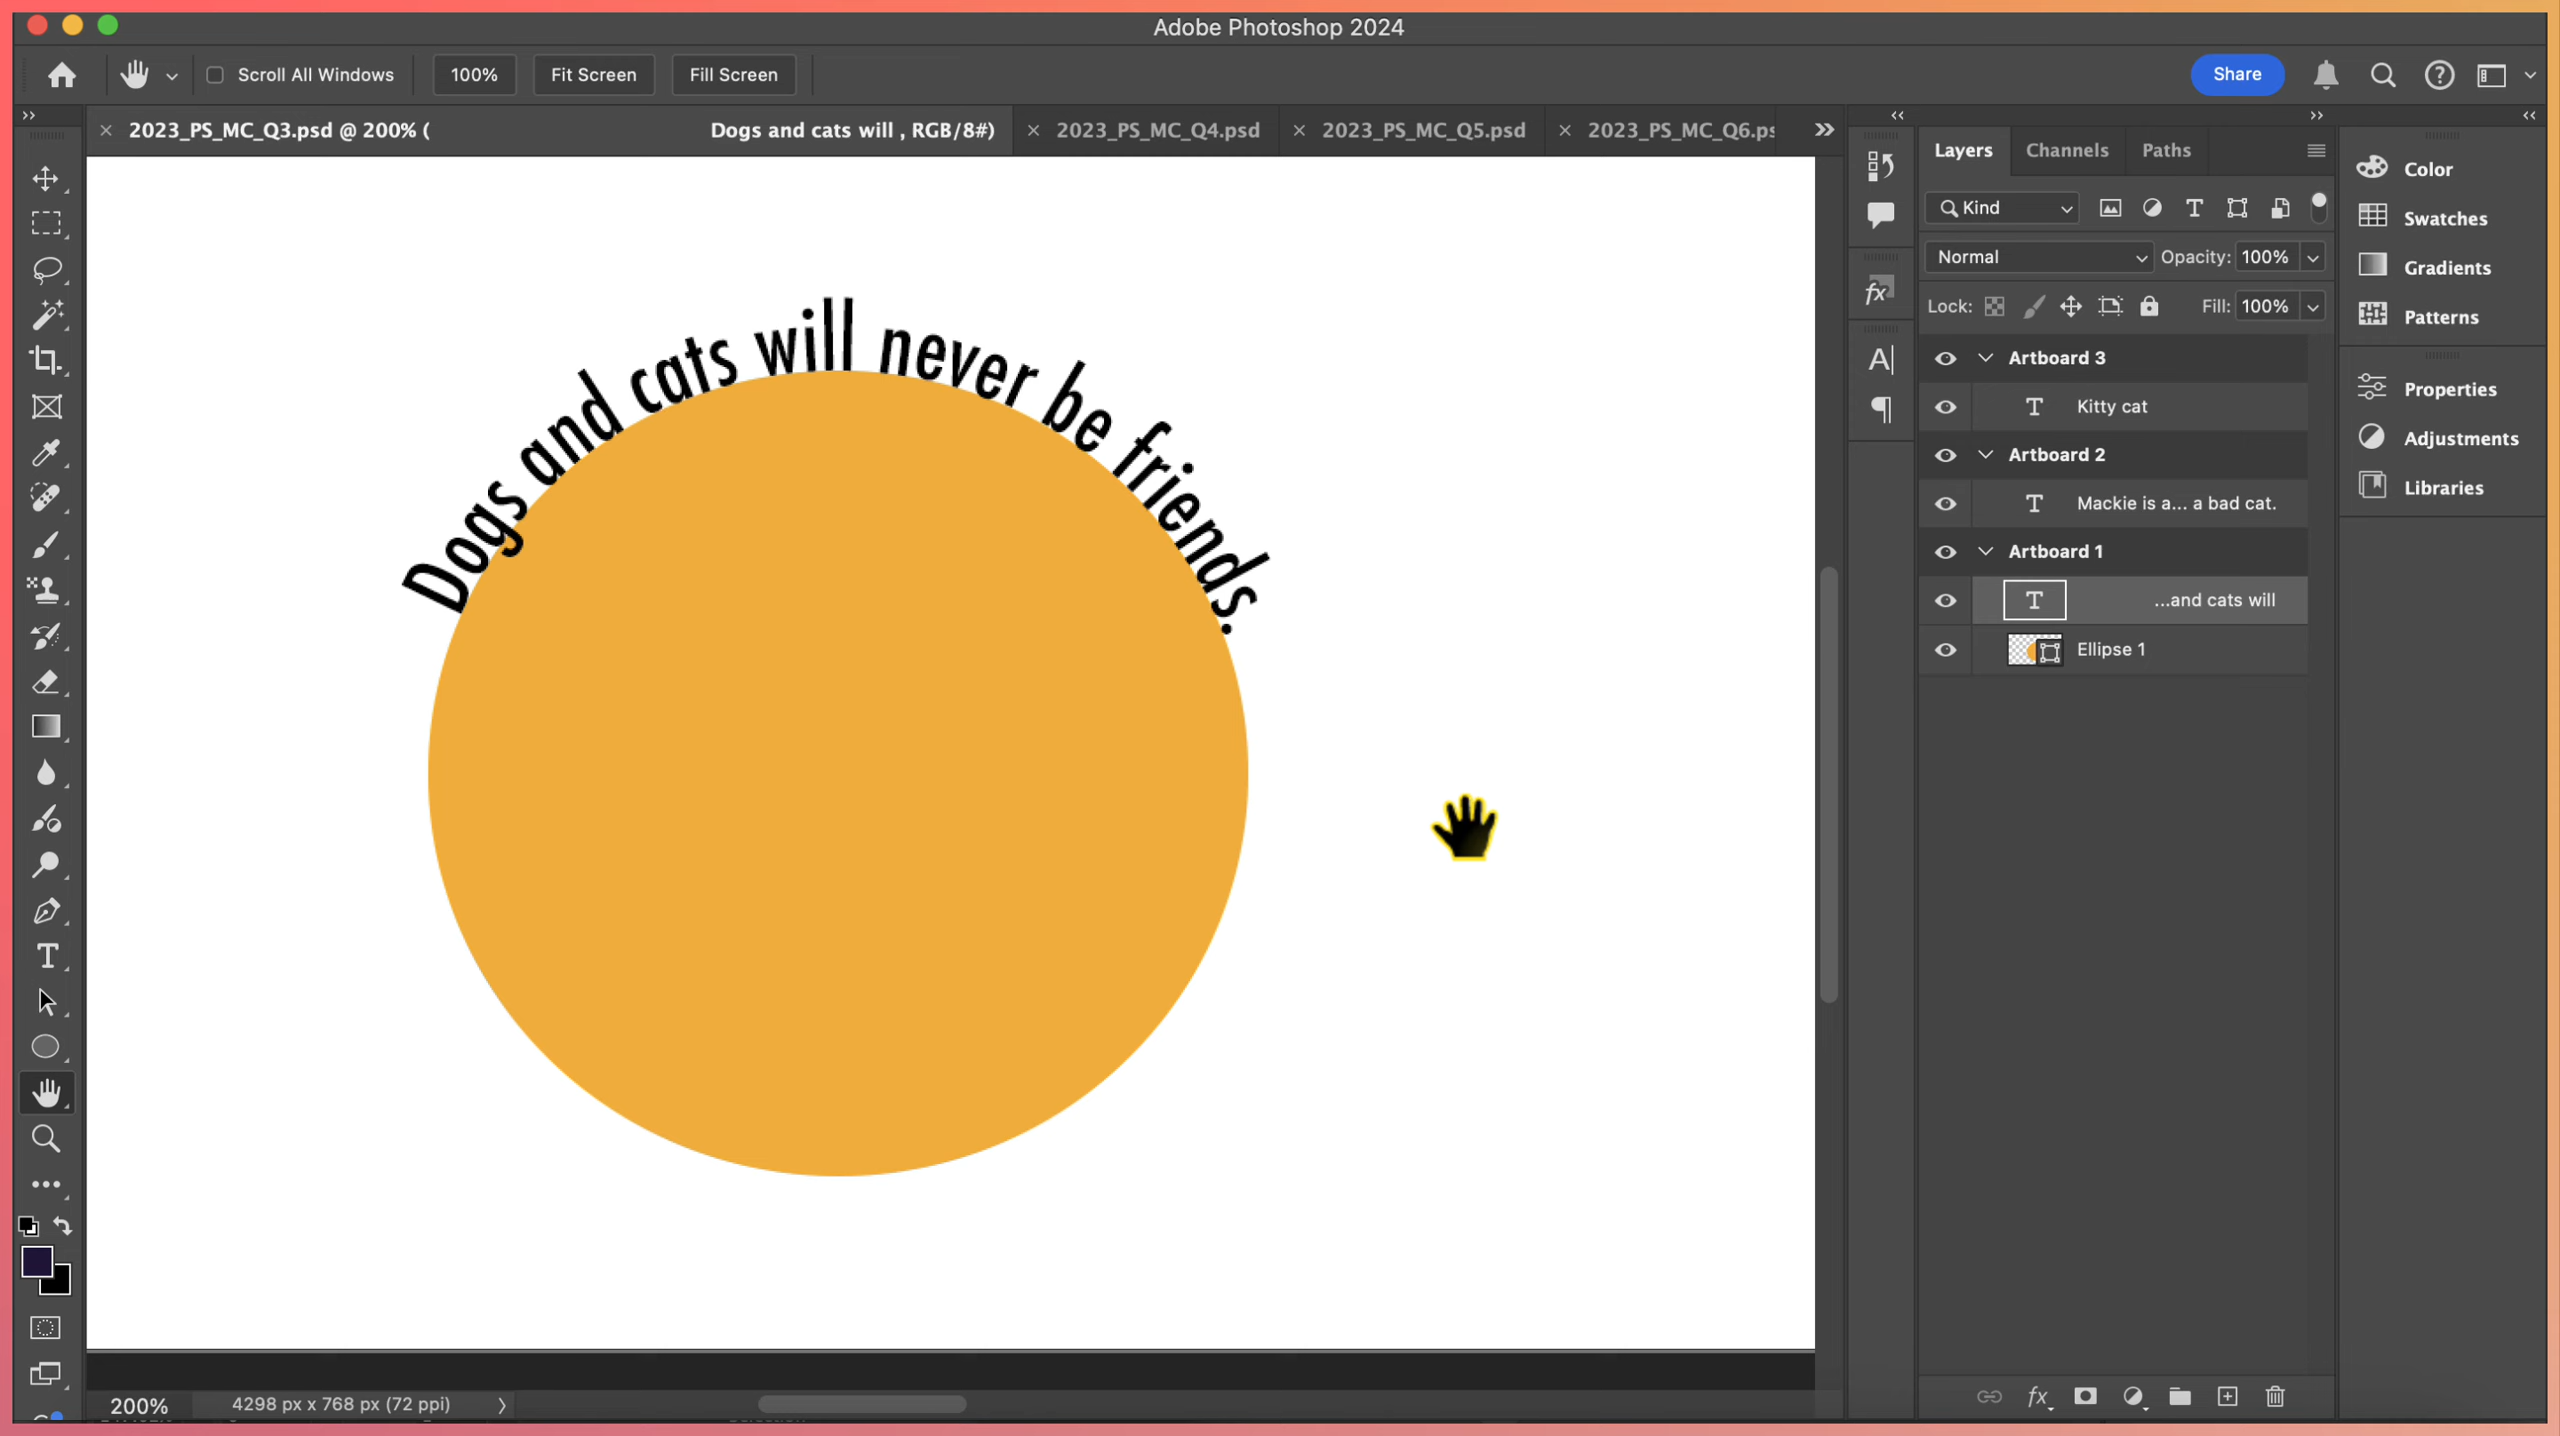 Adobe Photoshop 2024
Scroll All Windows 100% Fit Screen Fill Screen Share
2023_PS_MC_Q3.psd @ 200% ( Dogs and cats will , RGB/8#) 2023_PS_MC_Q4.psd 2023_PS_MC_Q5.psd 2023_PS_MC_Q6.ps
Dogs and cats will never be friends.
200% 4298 px x 768 px (72 ppi)
Layers Channels Paths
Kind
Normal Opacity: 100%
Lock: Fill: 100%
Artboard 3
Kitty cat
Artboard 2
Mackie is a... a bad cat.
Artboard 1
...and cats will
Ellipse 1
Color
Swatches
Gradients
Patterns
Properties
Adjustments
Libraries